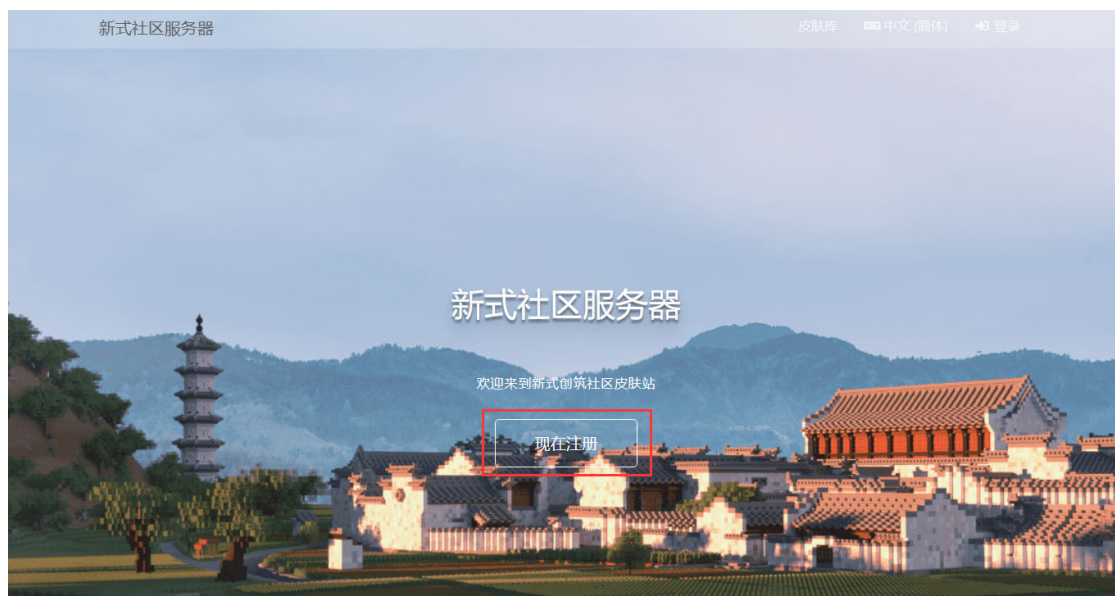 新式社区服务器
皮肤库 中文 (简体) 登录
新式社区服务器
欢迎来到新式创筑社区皮肤站
现在注册